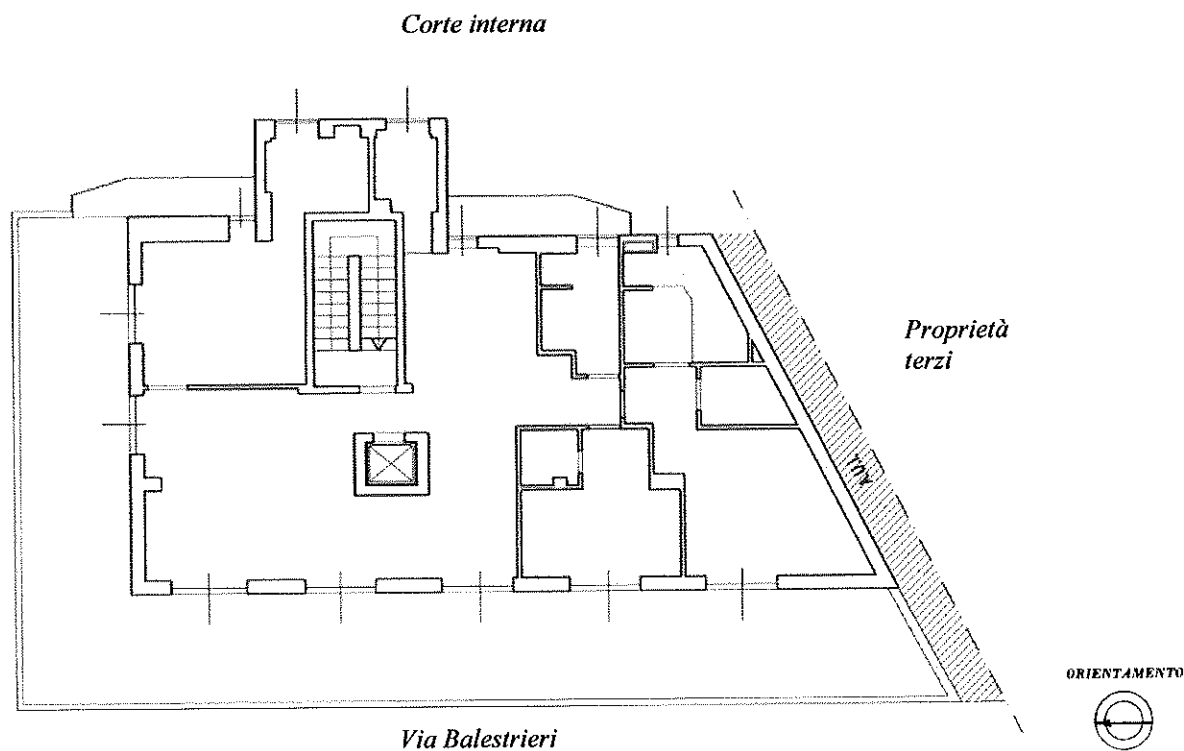 Corte interna
Proprietà
terzi
ORIENTAMENTO
Via Balestrieri